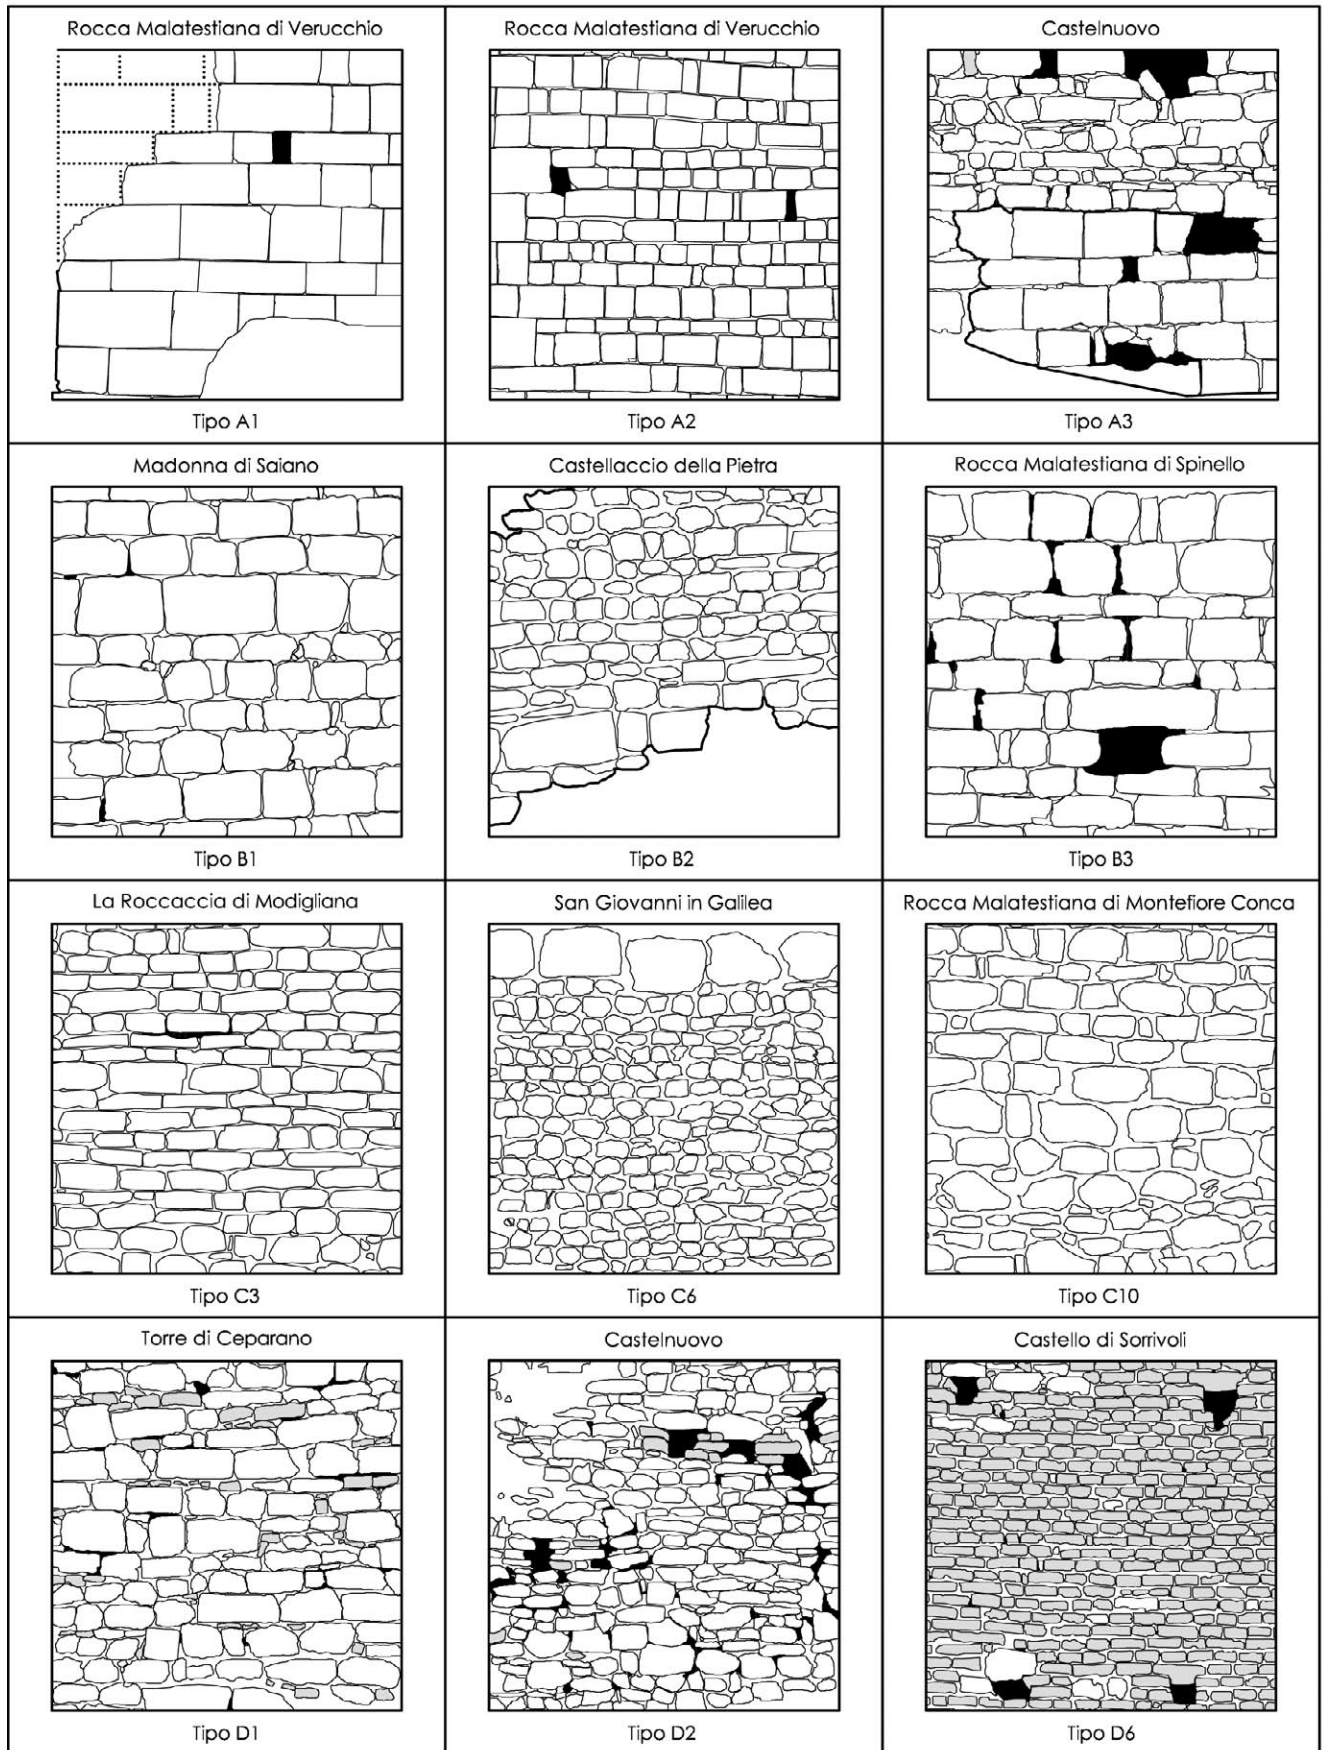 Rocca Malatestiana di Verucchio
Rocca Malatestiana di Verucchio
Castelnuovo
Tipo A1
Tipo A2
Tipo A3
Madonna di Saiano
Castellaccio della Pietra
Rocca Malatestiana di Spinello
Tipo B1
Tipo B2
Tipo B3
La Roccaccia di Modigliana
San Giovanni in Galilea
Rocca Malatestiana di Montefiore Conca
Tipo C3
Tipo C6
Tipo C10
Torre di Ceparano
Castelnuovo
Castello di Sorrivoli
Tipo D1
Tipo D2
Tipo D6